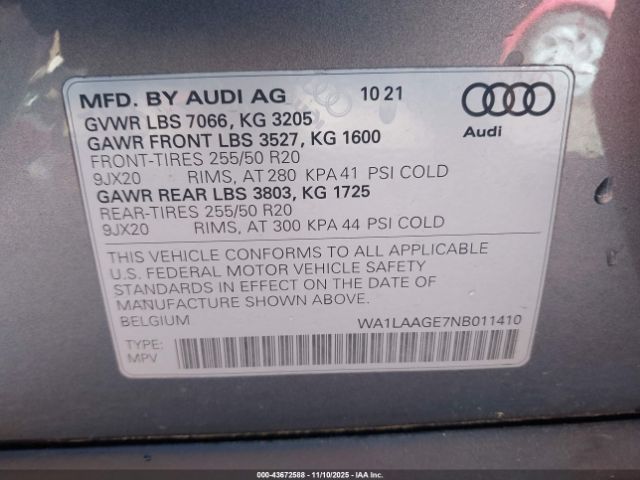 MFD. BY AUDI AG 10 21
GVWR LBS 7066, KG 3205
GAWR FRONT LBS 3527, KG 1600
FRONT-TIRES 255/50 R20
9JX20 RIMS, AT 280 KPA 41 PSI COLD
GAWR REAR LBS 3803, KG 1725
REAR-TIRES 255/50 R20
9JX20 RIMS, AT 300 KPA 44 PSI COLD
Audi
THIS VEHICLE CONFORMS TO ALL APPLICABLE
U.S. FEDERAL MOTOR VEHICLE SAFETY
STANDARDS IN EFFECT ON THE DATE OF
MANUFACTURE SHOWN ABOVE.
BELGIUM WA1LAAGE7NB011410
TYPE:
MPV
000-43672588 - 11/10/2025 - IAAI.com